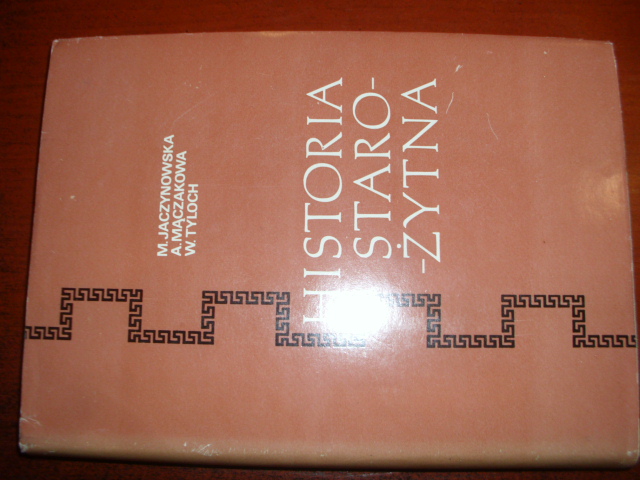 M. JACZYNOWSKA
A. MĄCZAKOWA
W. TYLOCH
HISTORIA
STARO-
-ŻYTNA